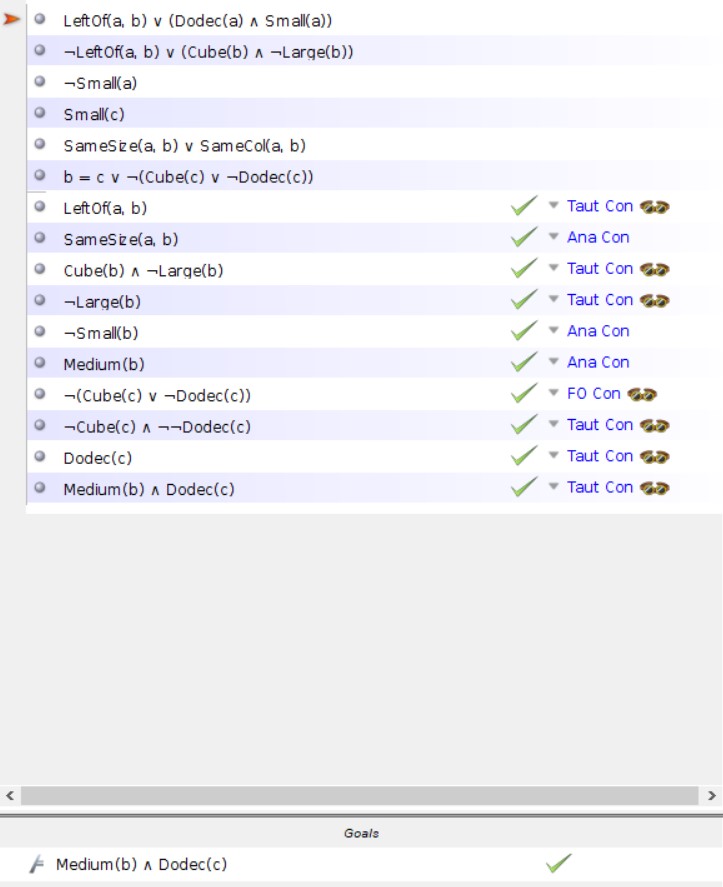 LeftOf(a, b) ∨ (Dodec(a) ∧ Small(a))
¬LeftOf(a, b) ∨ (Cube(b) ∧ ¬Large(b))
¬Small(a)
Small(c)
SameSize(a, b) ∨ SameCol(a, b)
b = c ∨ ¬(Cube(c) ∨ ¬Dodec(c))
LeftOf(a, b) Taut Con
SameSize(a, b) Ana Con
Cube(b) ∧ ¬Large(b) Taut Con
¬Large(b) Taut Con
¬Small(b) Ana Con
Medium(b) Ana Con
¬(Cube(c) ∨ ¬Dodec(c)) FO Con
¬Cube(c) ∧ ¬¬Dodec(c) Taut Con
Dodec(c) Taut Con
Medium(b) ∧ Dodec(c) Taut Con
Goals
Medium(b) ∧ Dodec(c)